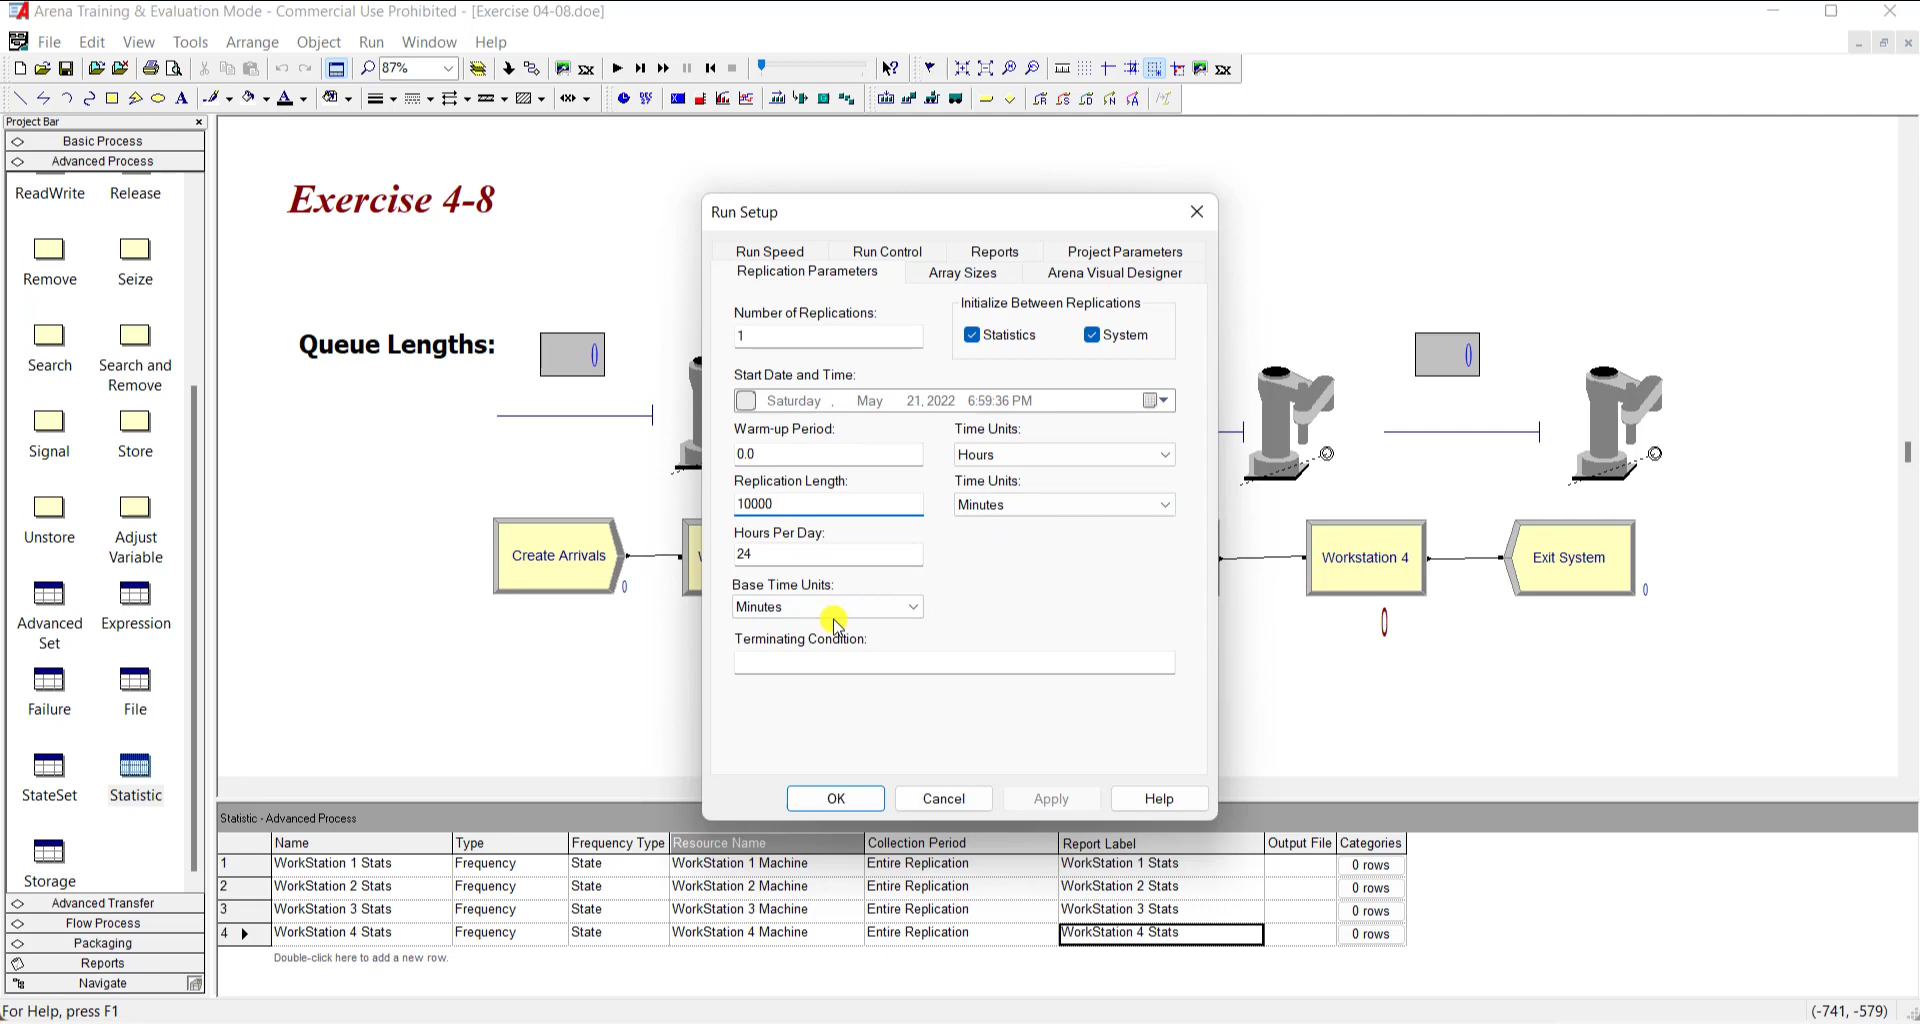 Arena Training & Evaluation Mode - Commercial Use Prohibited - [Exercise 04-08.doe]
File Edit View Tools Arrange Object Run Window Help
87%
Project Bar
Basic Process
Advanced Process
ReadWrite Release
Remove Seize
Search Search and Remove
Signal Store
Unstore Adjust Variable
Advanced Set Expression
Failure File
StateSet Statistic
Storage
Advanced Transfer
Flow Process
Packaging
Reports
Navigate
Exercise 4-8
Queue Lengths:
0
0
Create Arrivals
0
W
Workstation 4
0
Exit System
0
Run Setup
Run Speed Run Control Reports Project Parameters
Replication Parameters Array Sizes Arena Visual Designer
Number of Replications:
1
Initialize Between Replications
Statistics System
Start Date and Time:
Saturday , May 21, 2022 6:59:36 PM
Warm-up Period: Time Units:
0.0 Hours
Replication Length: Time Units:
10000 Minutes
Hours Per Day:
24
Base Time Units:
Minutes
Terminating Condition:
OK Cancel Apply Help
Statistic - Advanced Process
Name Type Frequency Type Resource Name Collection Period Report Label Output File Categories
1 WorkStation 1 Stats Frequency State WorkStation 1 Machine Entire Replication WorkStation 1 Stats 0 rows
2 WorkStation 2 Stats Frequency State WorkStation 2 Machine Entire Replication WorkStation 2 Stats 0 rows
3 WorkStation 3 Stats Frequency State WorkStation 3 Machine Entire Replication WorkStation 3 Stats 0 rows
4 WorkStation 4 Stats Frequency State WorkStation 4 Machine Entire Replication WorkStation 4 Stats 0 rows
Double-click here to add a new row.
For Help, press F1
(-741, -579)